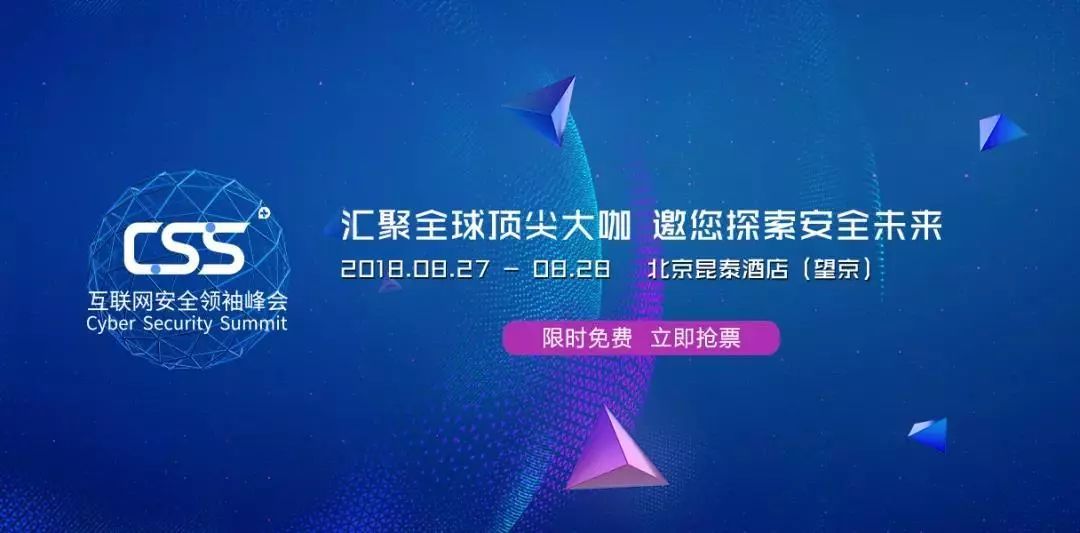 CSS
互联网安全领袖峰会
Cyber Security Summit
汇聚全球顶尖大咖 邀您探索安全未来
2018.08.27 - 08.28 北京昆泰酒店（望京）
限时免费 立即抢票